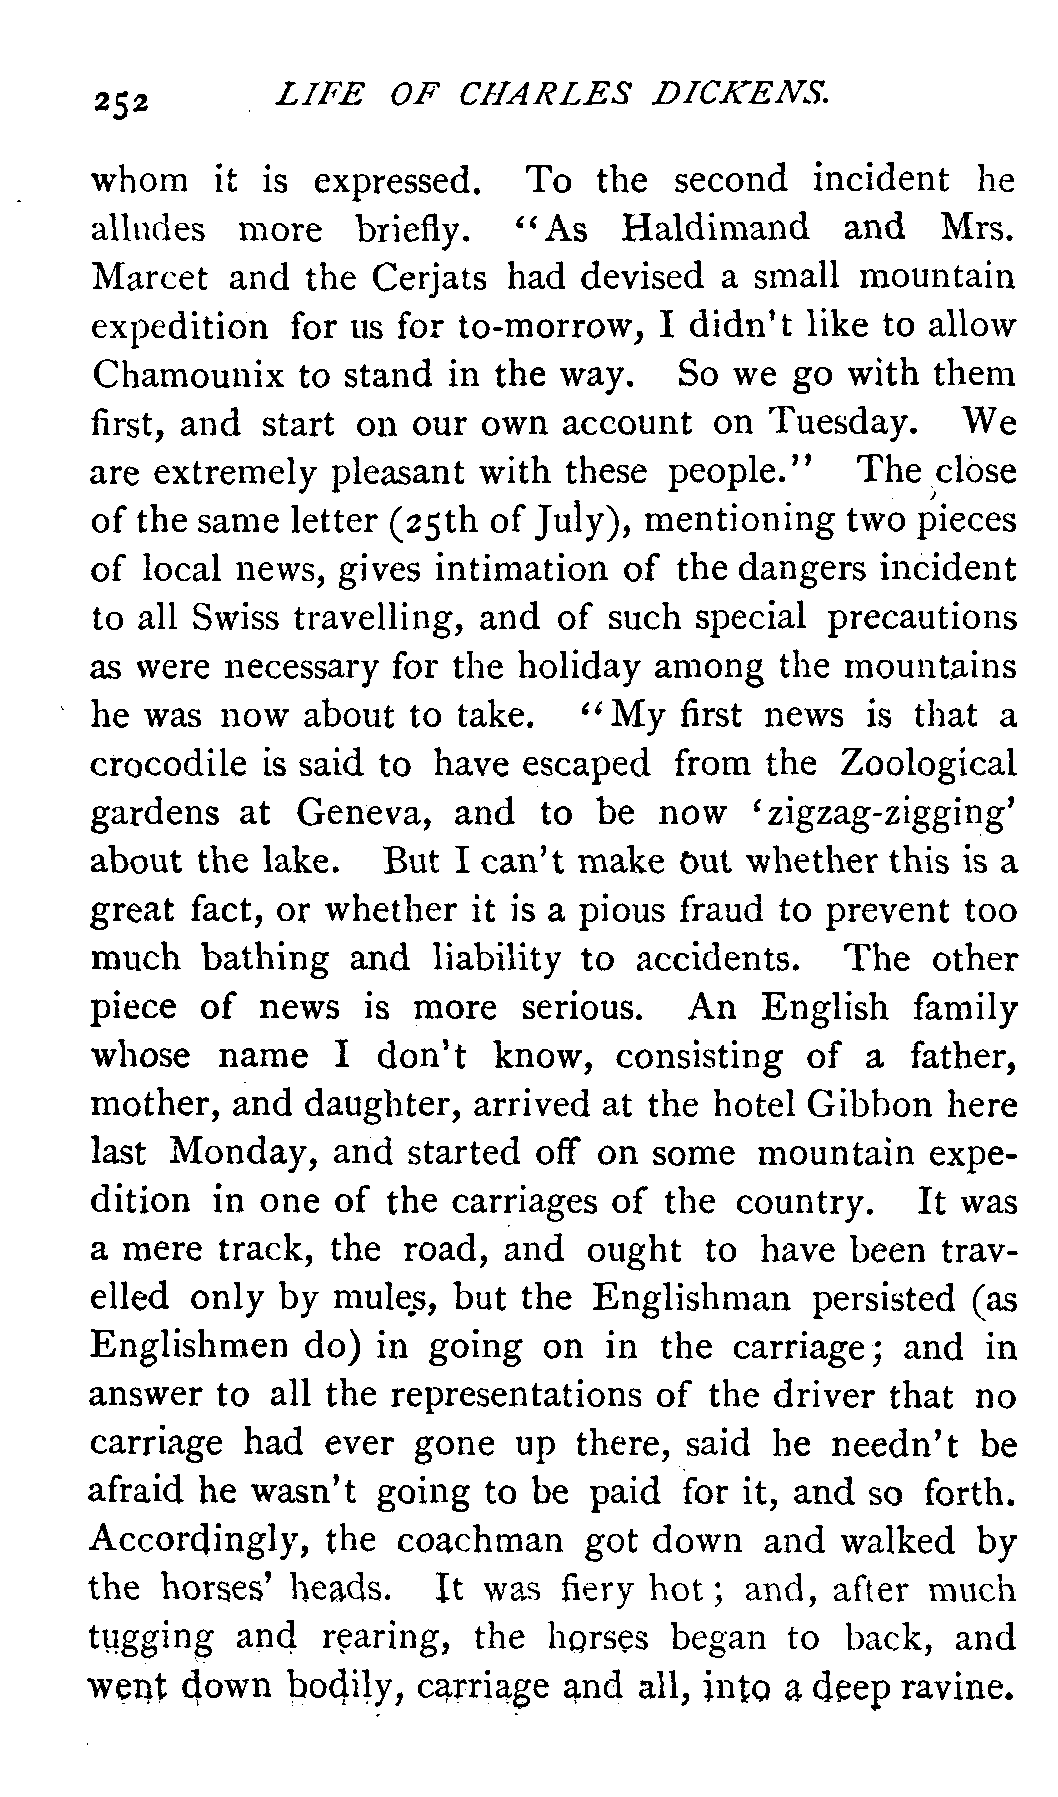 252 LIFE OF CHARLES DICKENS.
whom it is expressed. To the second incident he
alludes more briefly. “As Haldimand and Mrs.
Marcet and the Cerjats had devised a small mountain
expedition for us for to-morrow, I didn’t like to allow
Chamounix to stand in the way. So we go with them
first, and start on our own account on Tuesday. We
are extremely pleasant with these people.” The close
of the same letter (25th of July), mentioning two pieces
of local news, gives intimation of the dangers incident
to all Swiss travelling, and of such special precautions
as were necessary for the holiday among the mountains
he was now about to take. “My first news is that a
crocodile is said to have escaped from the Zoological
gardens at Geneva, and to be now ‘zigzag-zigging’
about the lake. But I can’t make out whether this is a
great fact, or whether it is a pious fraud to prevent too
much bathing and liability to accidents. The other
piece of news is more serious. An English family
whose name I don’t know, consisting of a father,
mother, and daughter, arrived at the hotel Gibbon here
last Monday, and started off on some mountain expe-
dition in one of the carriages of the country. It was
a mere track, the road, and ought to have been trav-
elled only by mules, but the Englishman persisted (as
Englishmen do) in going on in the carriage; and in
answer to all the representations of the driver that no
carriage had ever gone up there, said he needn’t be
afraid he wasn’t going to be paid for it, and so forth.
Accordingly, the coachman got down and walked by
the horses’ heads. It was fiery hot; and, after much
tugging and rearing, the horses began to back, and
went down bodily, carriage and all, into a deep ravine.